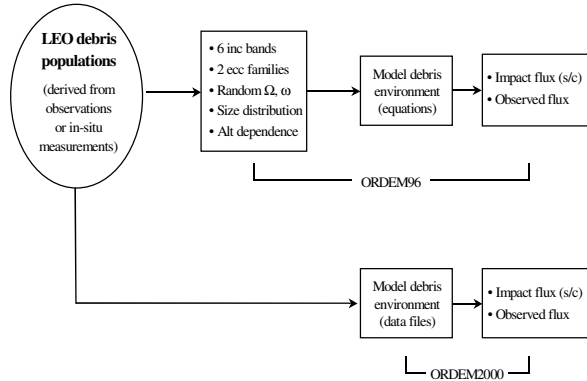 LEO debris
populations
(derived from
observations
or in-situ
measurements)
• 6 inc bands
• 2 ecc families
• Random Ω, ω
• Size distribution
• Alt dependence
Model debris
environment
(equations)
• Impact flux (s/c)
• Observed flux
ORDEM96
Model debris
environment
(data files)
• Impact flux (s/c)
• Observed flux
ORDEM2000